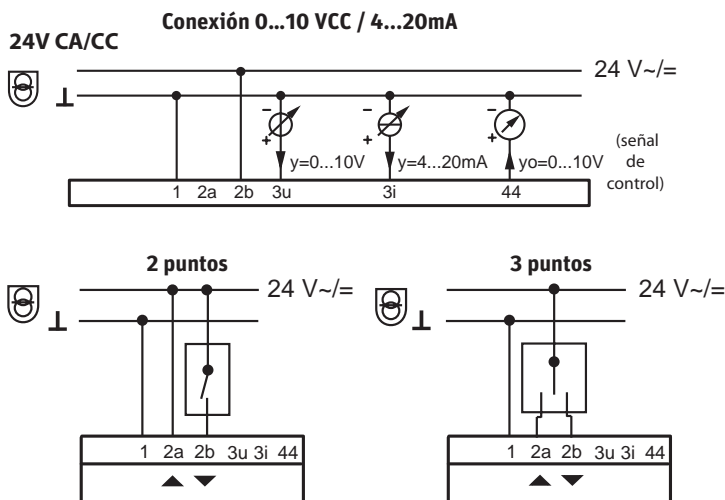 Conexión 0...10 VCC / 4...20mA
24V CA/CC
24 V~/=
⊥
− − −
+ + +
y=0...10V y=4...20mA yo=0...10V
(señal
de
control)
1 2a 2b 3u 3i 44
2 puntos
24 V~/=
⊥
1 2a 2b 3u 3i 44
▲ ▼
3 puntos
24 V~/=
⊥
1 2a 2b 3u 3i 44
▲ ▼